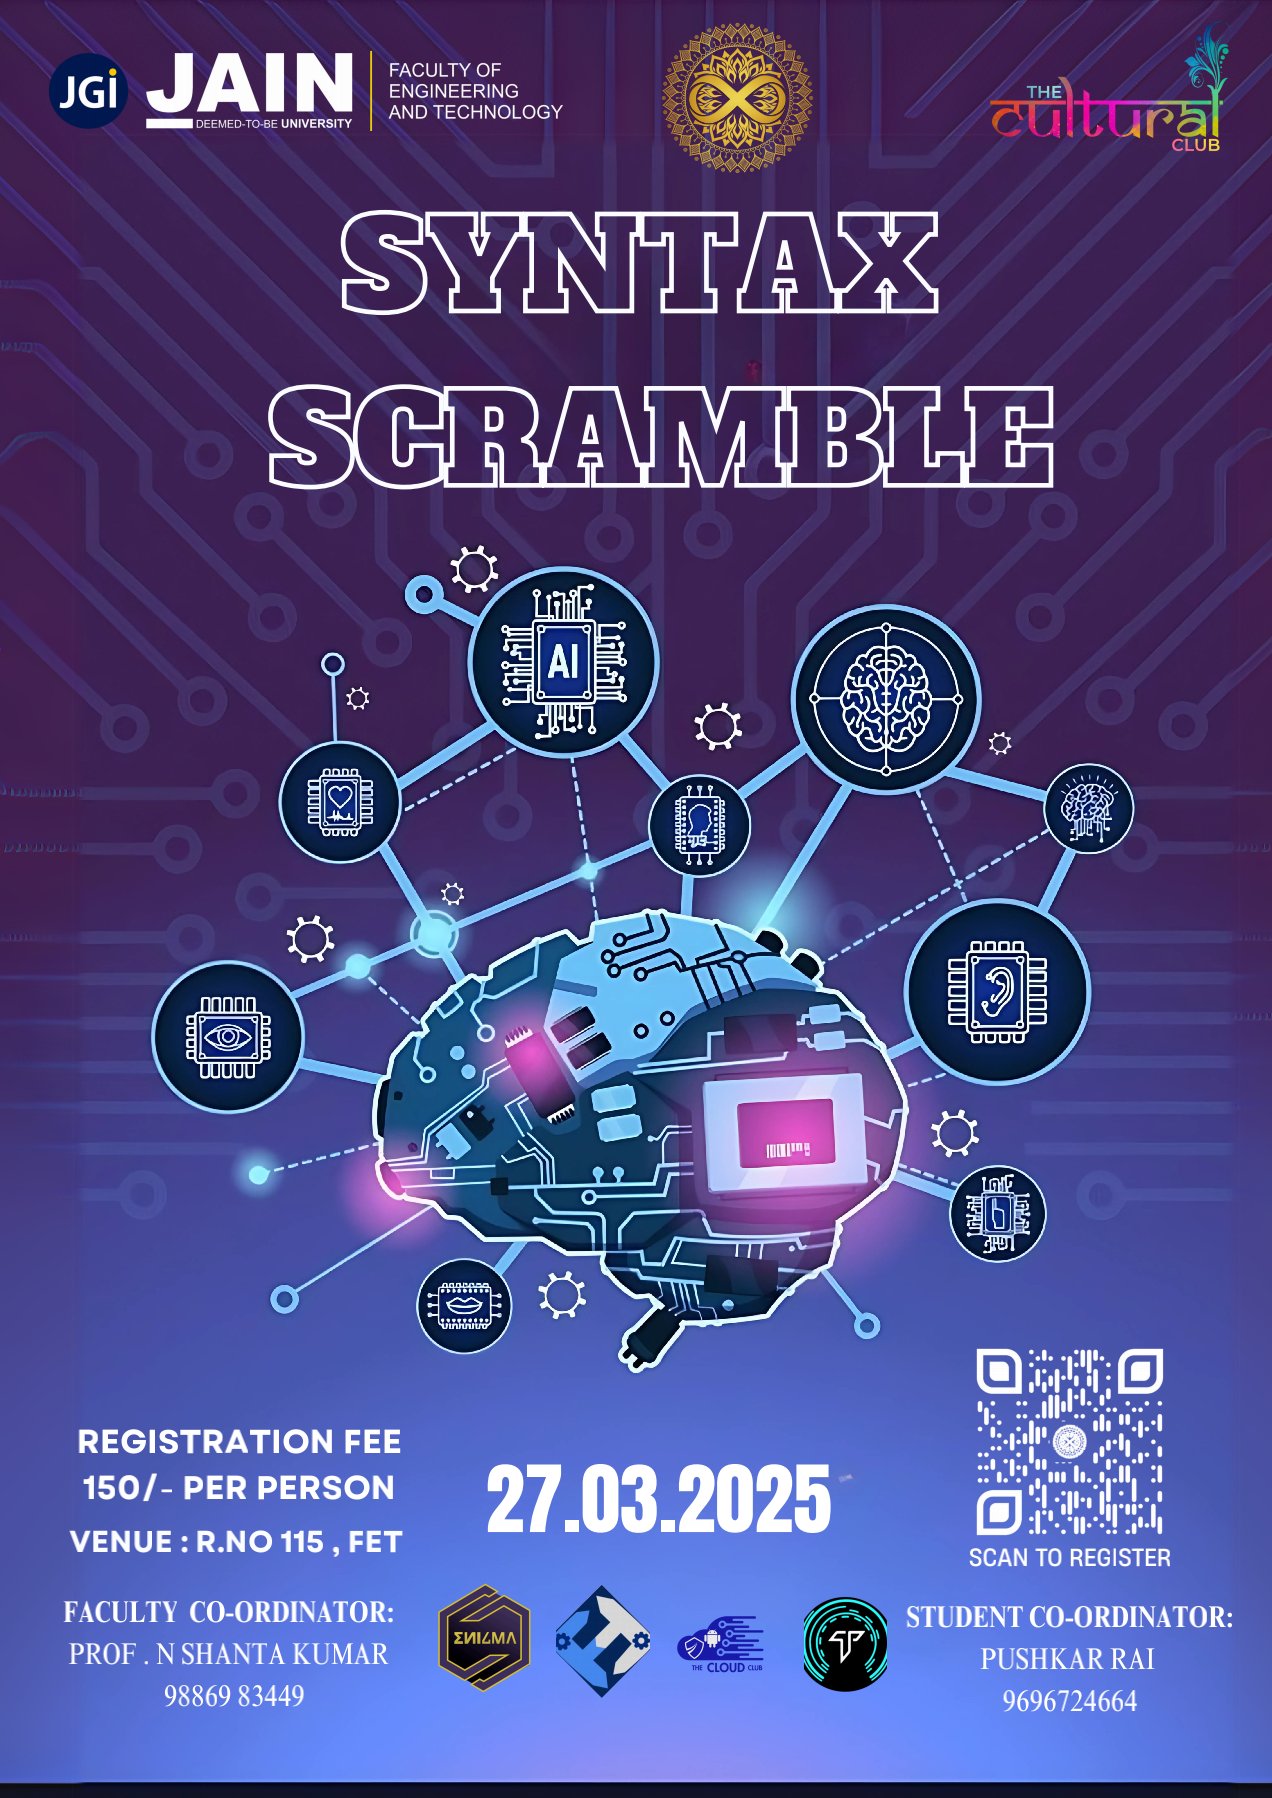 JGi
JAIN
DEEMED-TO-BE UNIVERSITY
FACULTY OF
ENGINEERING
AND TECHNOLOGY
THE
cultural
CLUB
SYNTAX
SCRAMBLE
AI
REGISTRATION FEE
150/- PER PERSON
VENUE : R.NO 115 , FET
27.03.2025
SCAN TO REGISTER
FACULTY CO-ORDINATOR:
PROF . N SHANTA KUMAR
98869 83449
ΣNIGMA
THE CLOUD CLUB
STUDENT CO-ORDINATOR:
PUSHKAR RAI
9696724664